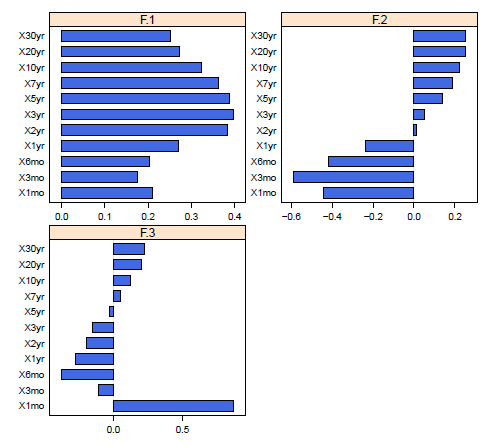 F.1
X30yr
X20yr
X10yr
X7yr
X5yr
X3yr
X2yr
X1yr
X6mo
X3mo
X1mo
0.0 0.1 0.2 0.3 0.4
F.2
X30yr
X20yr
X10yr
X7yr
X5yr
X3yr
X2yr
X1yr
X6mo
X3mo
X1mo
−0.6 −0.4 −0.2 0.0 0.2
F.3
X30yr
X20yr
X10yr
X7yr
X5yr
X3yr
X2yr
X1yr
X6mo
X3mo
X1mo
0.0 0.5